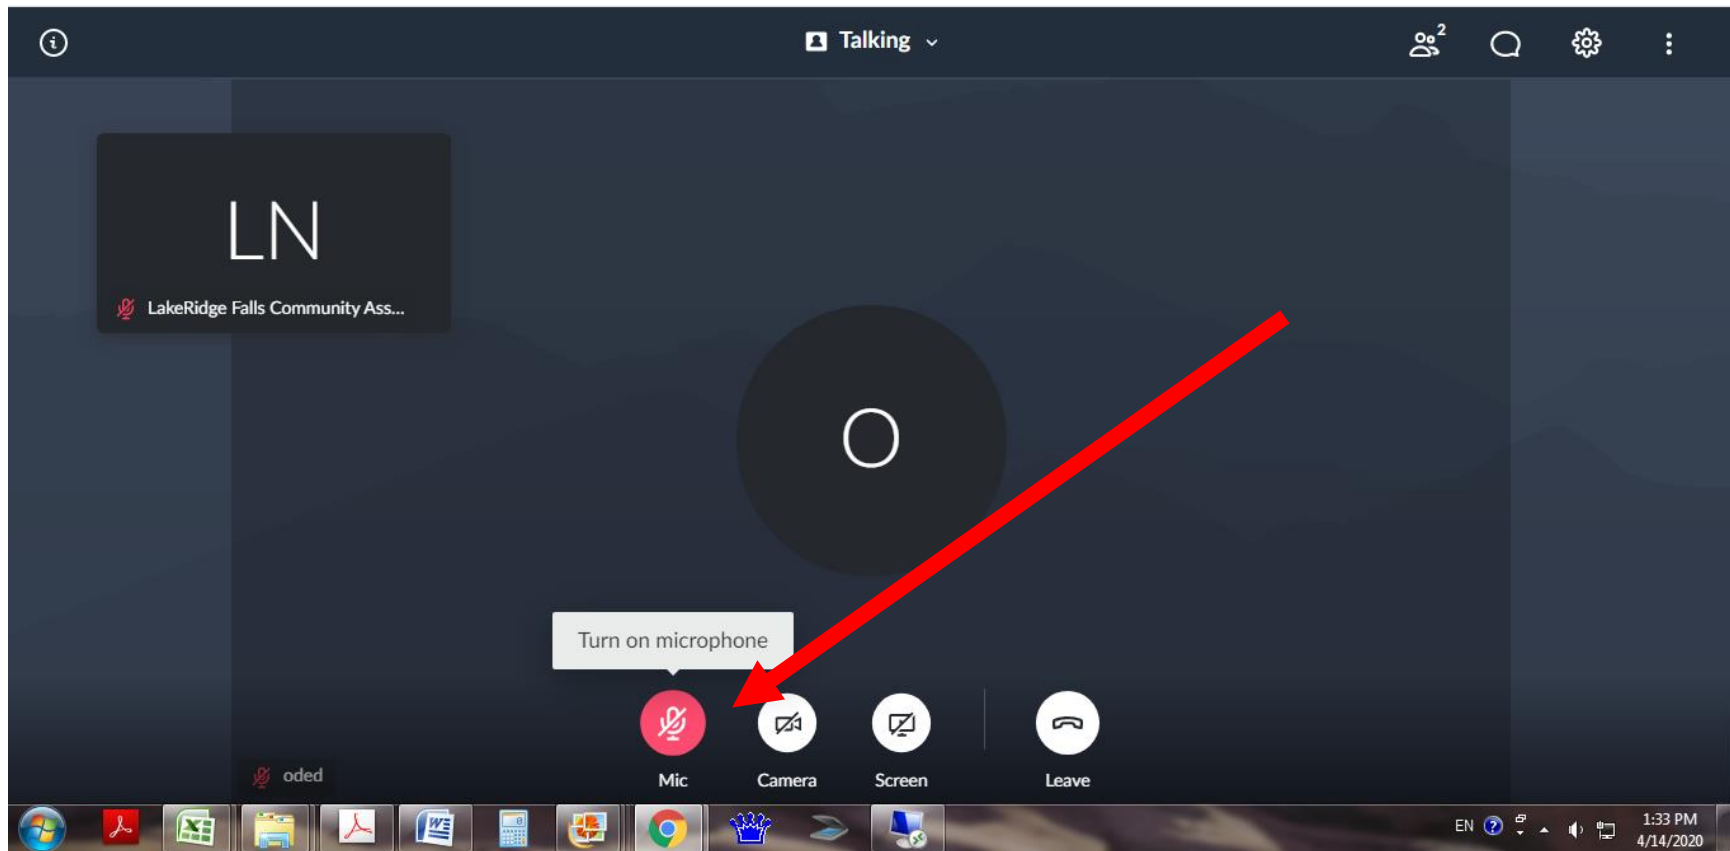 Talking
2
LN
LakeRidge Falls Community Ass...
O
Turn on microphone
oded
Mic
Camera
Screen
Leave
EN
1:33 PM
4/14/2020